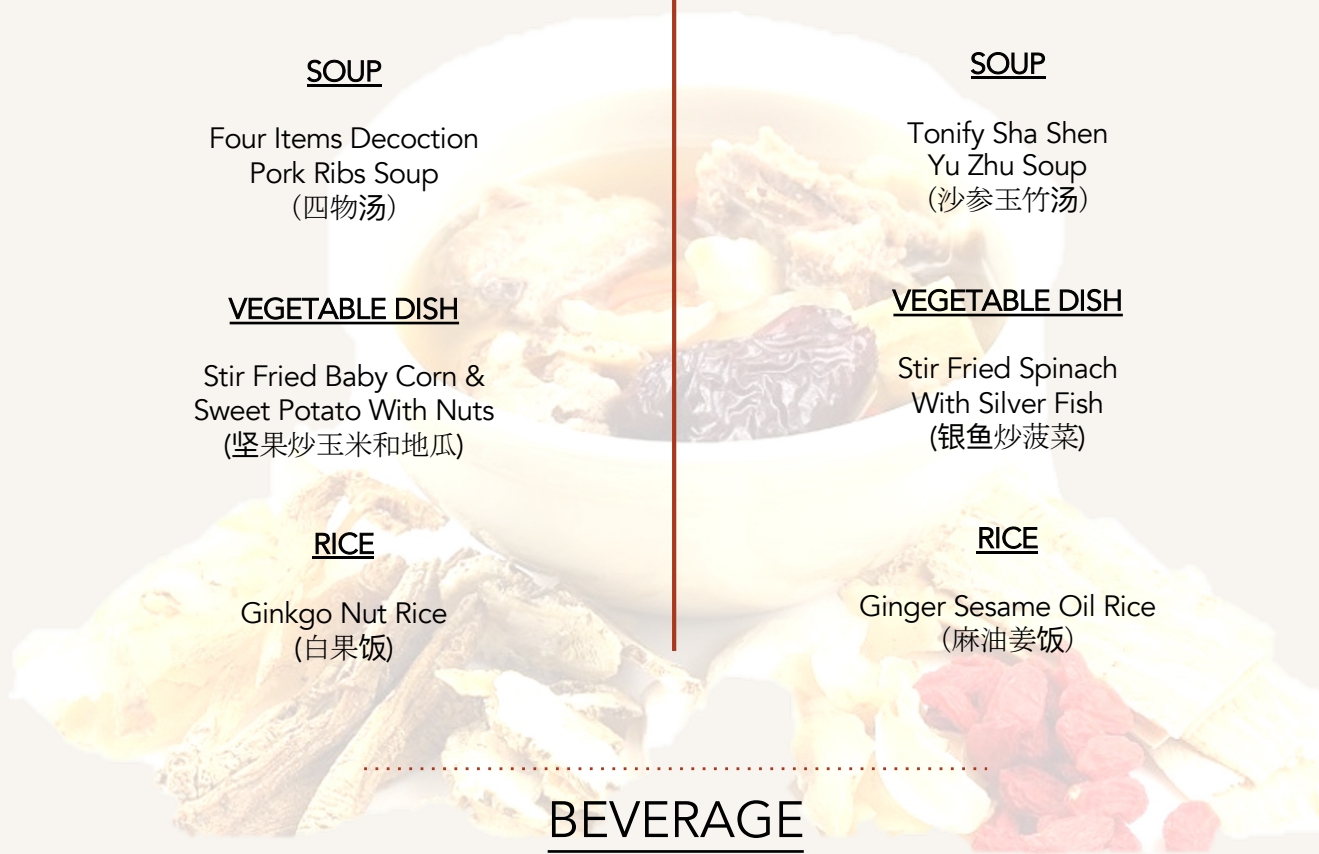 SOUP
Four Items Decoction
Pork Ribs Soup
（四物汤）
VEGETABLE DISH
Stir Fried Baby Corn &
Sweet Potato With Nuts
(坚果炒玉米和地瓜)
RICE
Ginkgo Nut Rice
(白果饭)
SOUP
Tonify Sha Shen
Yu Zhu Soup
（沙参玉竹汤）
VEGETABLE DISH
Stir Fried Spinach
With Silver Fish
(银鱼炒菠菜)
RICE
Ginger Sesame Oil Rice
（麻油姜饭）
BEVERAGE